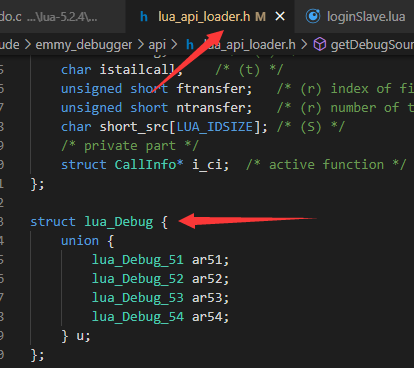 do.c ...\lua-5.2.4\... h lua_api_loader.h M × loginSlave.lua
ude > emmy_debugger > api > h lua_api_loader.h > getDebugSour
5 char istailcall; /* (t) */
6 unsigned short ftransfer; /* (r) index of fi
7 unsigned short ntransfer; /* (r) number of t
8 char short_src[LUA_IDSIZE]; /* (S) */
9 /* private part */
0 struct CallInfo* i_ci; /* active function */
1 };
2
3 struct lua_Debug {
4 union {
5 lua_Debug_51 ar51;
6 lua_Debug_52 ar52;
7 lua_Debug_53 ar53;
8 lua_Debug_54 ar54;
9 } u;
0 };